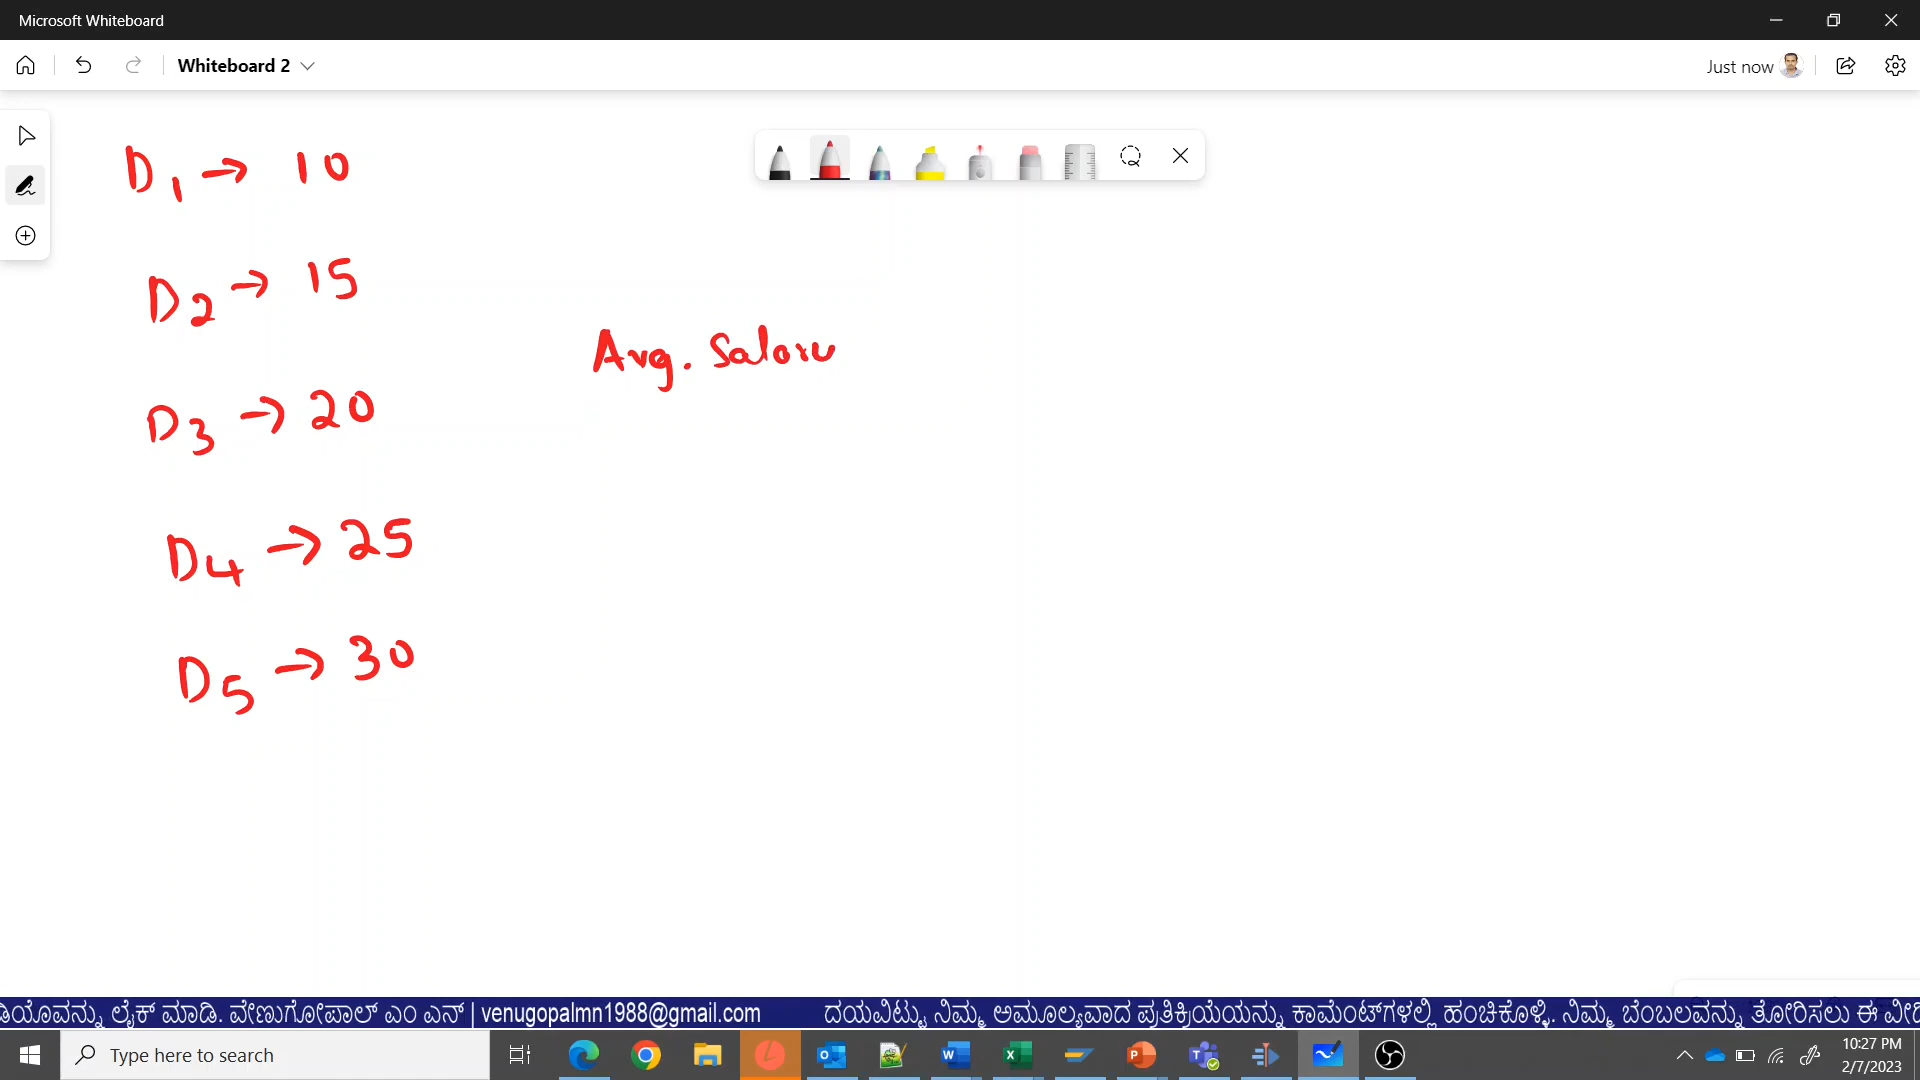 Microsoft Whiteboard
Whiteboard 2
Just now
D1 → 10
D2 → 15
Avg. Salary
D3 → 20
D4 → 25
D5 → 30
ಡಿಯೊವನ್ನು ಲೈಕ್ ಮಾಡಿ. ವೇಣುಗೋಪಾಲ್ ಎಂ ಎನ್ | venugopalmn1988@gmail.com ದಯವಿಟ್ಟು ನಿಮ್ಮ ಅಮೂಲ್ಯವಾದ ಪ್ರತಿಕ್ರಿಯೆಯನ್ನು ಕಾಮೆಂಟ್‌ಗಳಲ್ಲಿ ಹಂಚಿಕೊಳ್ಳಿ. ನಿಮ್ಮ ಬೆಂಬಲವನ್ನು ತೋರಿಸಲು ಈ ವೀಡಿ
Type here to search
10:27 PM
2/7/2023